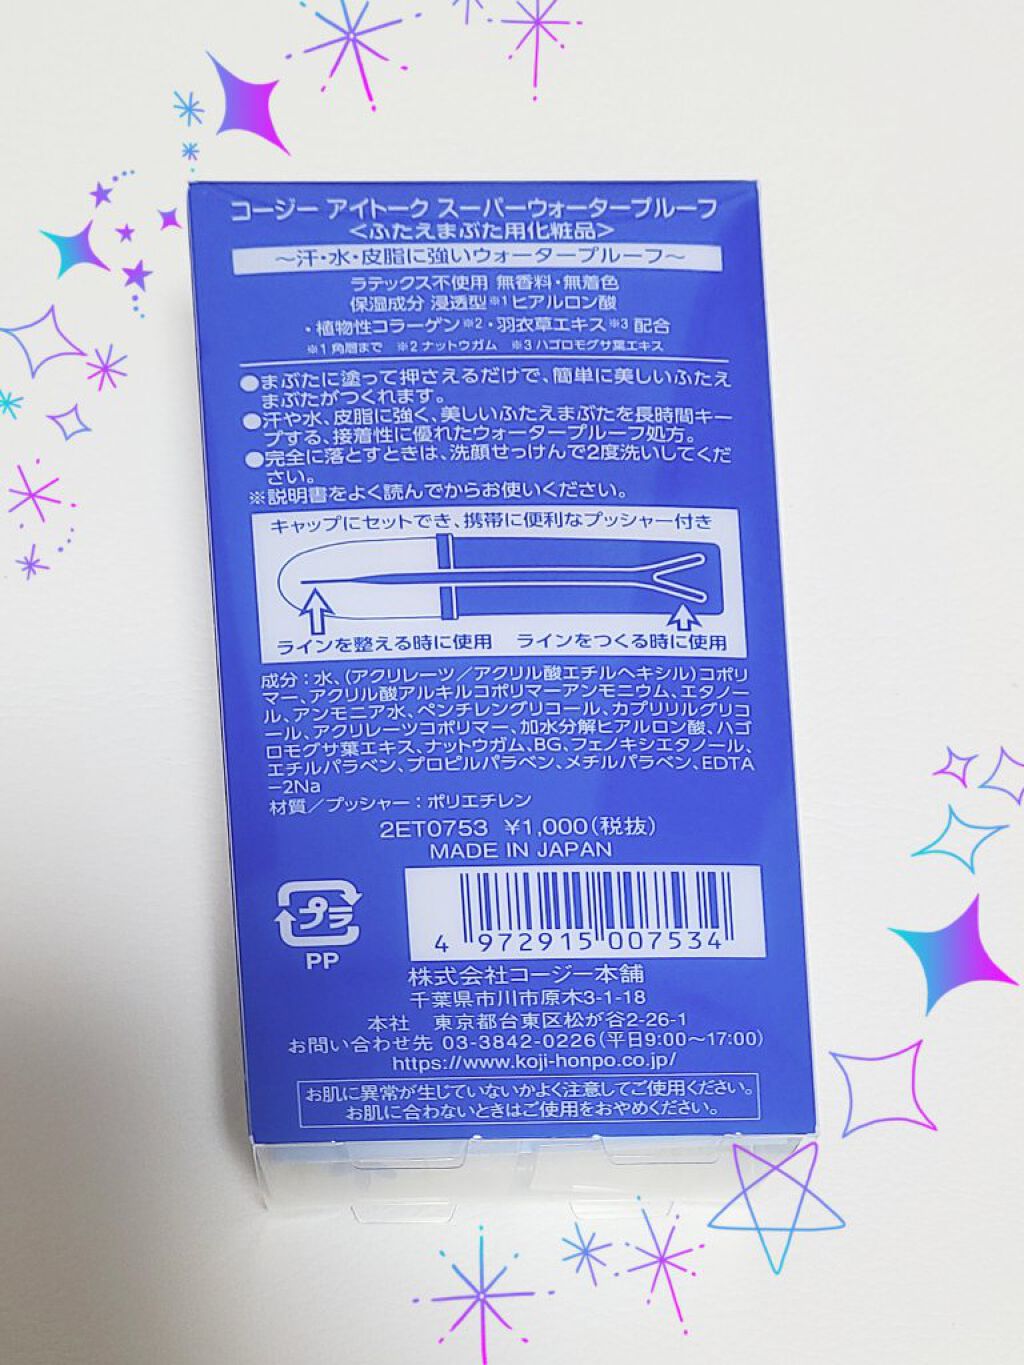 コージー アイトーク スーパーウォータープルーフ
＜ふたえまぶた用化粧品＞
～汗・水・皮脂に強いウォータープルーフ～
ラテックス不使用 無香料・無着色
保湿成分 浸透型※1ヒアルロン酸
・植物性コラーゲン※2・羽衣草エキス※3配合
※1 角層まで ※2 ナットウガム ※3 ハゴロモグサ葉エキス
●まぶたに塗って押さえるだけで、簡単に美しいふたえ
まぶたがつくれます。
●汗や水、皮脂に強く、美しいふたえまぶたを長時間キー
プする、接着性に優れたウォータープルーフ処方。
●完全に落とすときは、洗顔せっけんで2度洗いしてくだ
さい。
※説明書をよく読んでからお使いください。
キャップにセットでき、携帯に便利なプッシャー付き
ラインを整える時に使用 ラインをつくる時に使用
成分：水、(アクリレーツ／アクリル酸エチルヘキシル)コポリ
マー、アクリル酸アルキルコポリマーアンモニウム、エタノー
ル、アンモニア水、ペンチレングリコール、カプリリルグリコ
ール、アクリレーツコポリマー、加水分解ヒアルロン酸、ハゴ
ロモグサ葉エキス、ナットウガム、BG、フェノキシエタノール、
エチルパラベン、プロピルパラベン、メチルパラベン、EDTA
－2Na
材質／プッシャー：ポリエチレン
2ET0753 ¥1,000(税抜)
MADE IN JAPAN
プラ
PP
4 972915 007534
株式会社コージー本舗
千葉県市川市原木3-1-18
本社 東京都台東区松が谷2-26-1
お問い合わせ先 03-3842-0226(平日9:00～17:00)
https://www.koji-honpo.co.jp/
お肌に異常が生じていないかよく注意してご使用ください。
お肌に合わないときはご使用をおやめください。